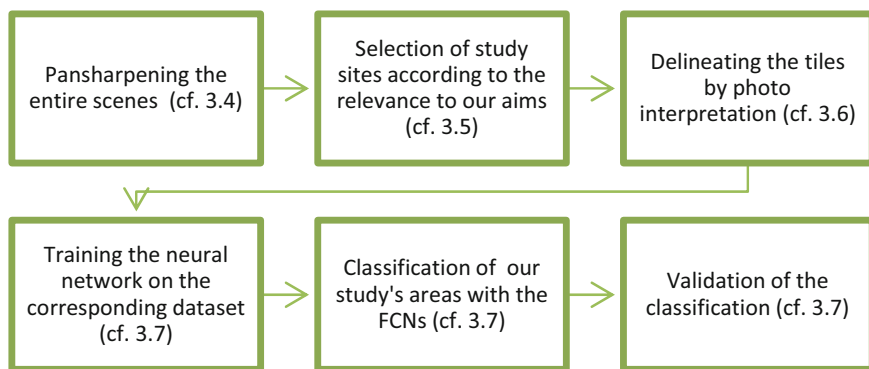 Pansharpening the
entire scenes (cf. 3.4)
Selection of study
sites according to the
relevance to our aims
(cf. 3.5)
Delineating the tiles
by photo
interpretation (cf. 3.6)
Training the neural
network on the
corresponding dataset
(cf. 3.7)
Classification of our
study's areas with the
FCNs (cf. 3.7)
Validation of the
classification (cf. 3.7)